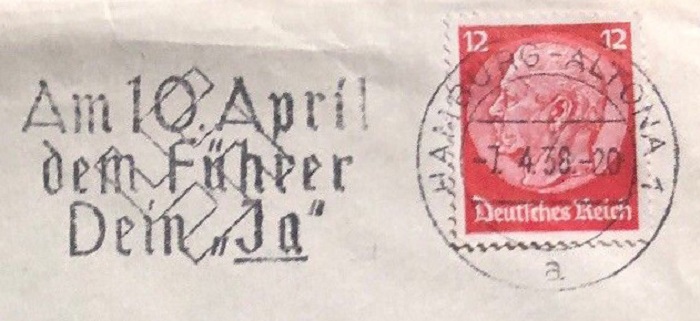 Am 10. April
dem Führer
Dein „Ja“
12 12
Deutsches Reich
HAMBURG-ALTONA 1
-7. 4. 38.-20
a